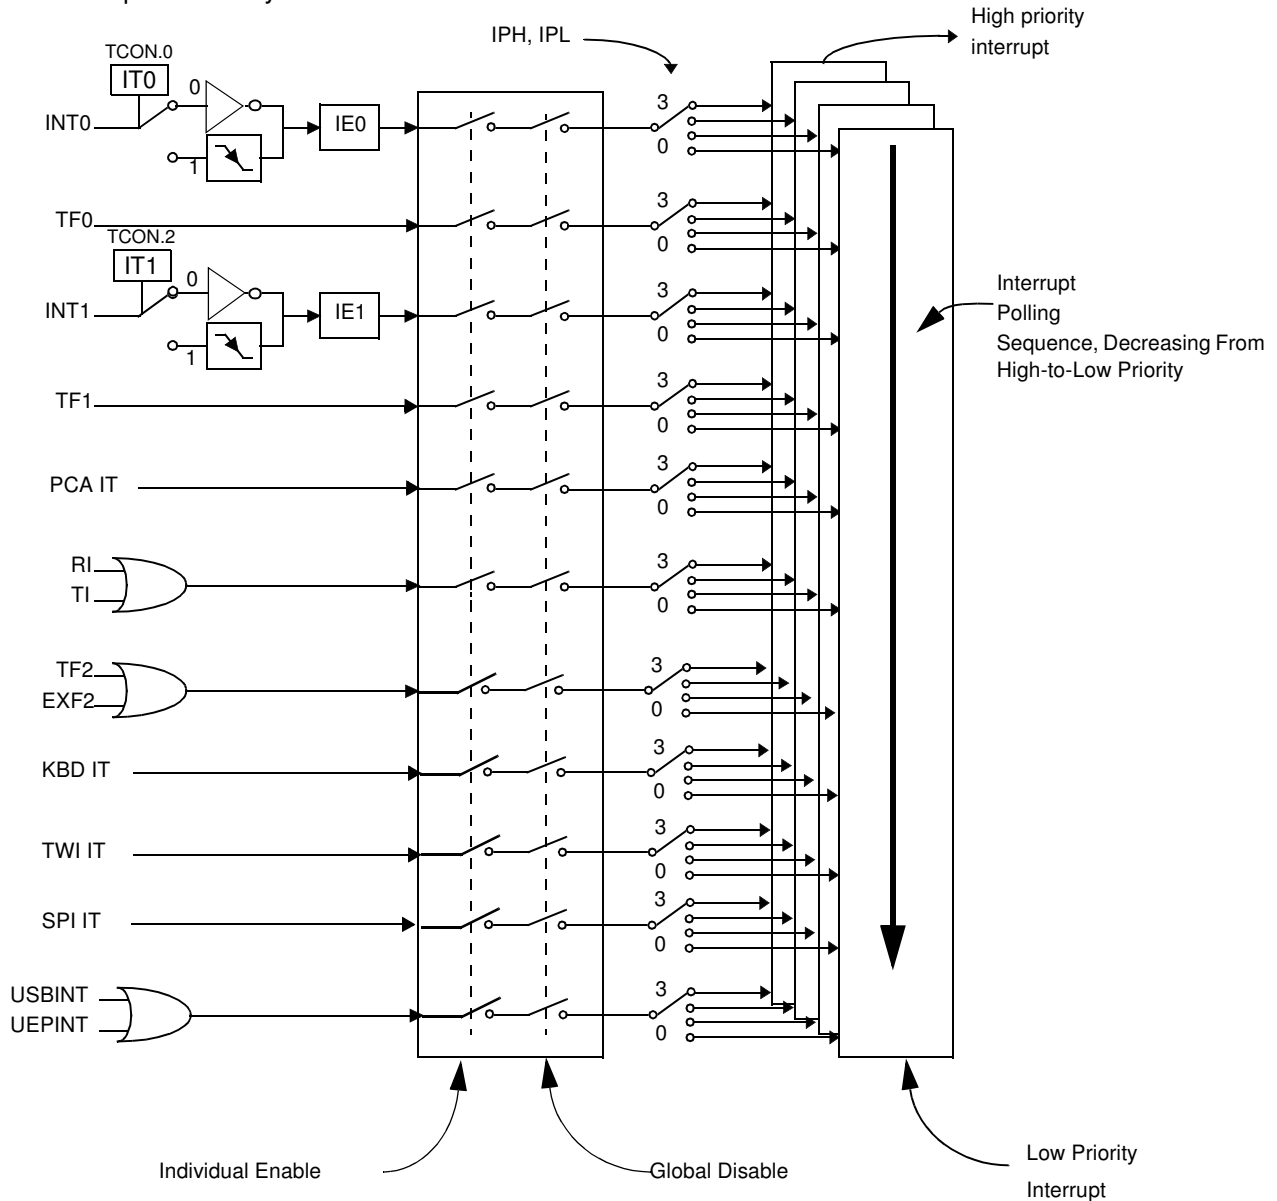 IPH, IPL
High priority
interrupt
TCON.0
IT0
0
INT0
IE0
1
3
0
TF0
3
0
TCON.2
IT1
0
INT1
IE1
1
3
0
Interrupt
Polling
Sequence, Decreasing From
High-to-Low Priority
TF1
3
0
PCA IT
3
0
RI
TI
3
0
TF2
EXF2
3
0
KBD IT
3
0
TWI IT
3
0
SPI IT
3
0
USBINT
UEPINT
3
0
Individual Enable
Global Disable
Low Priority
Interrupt